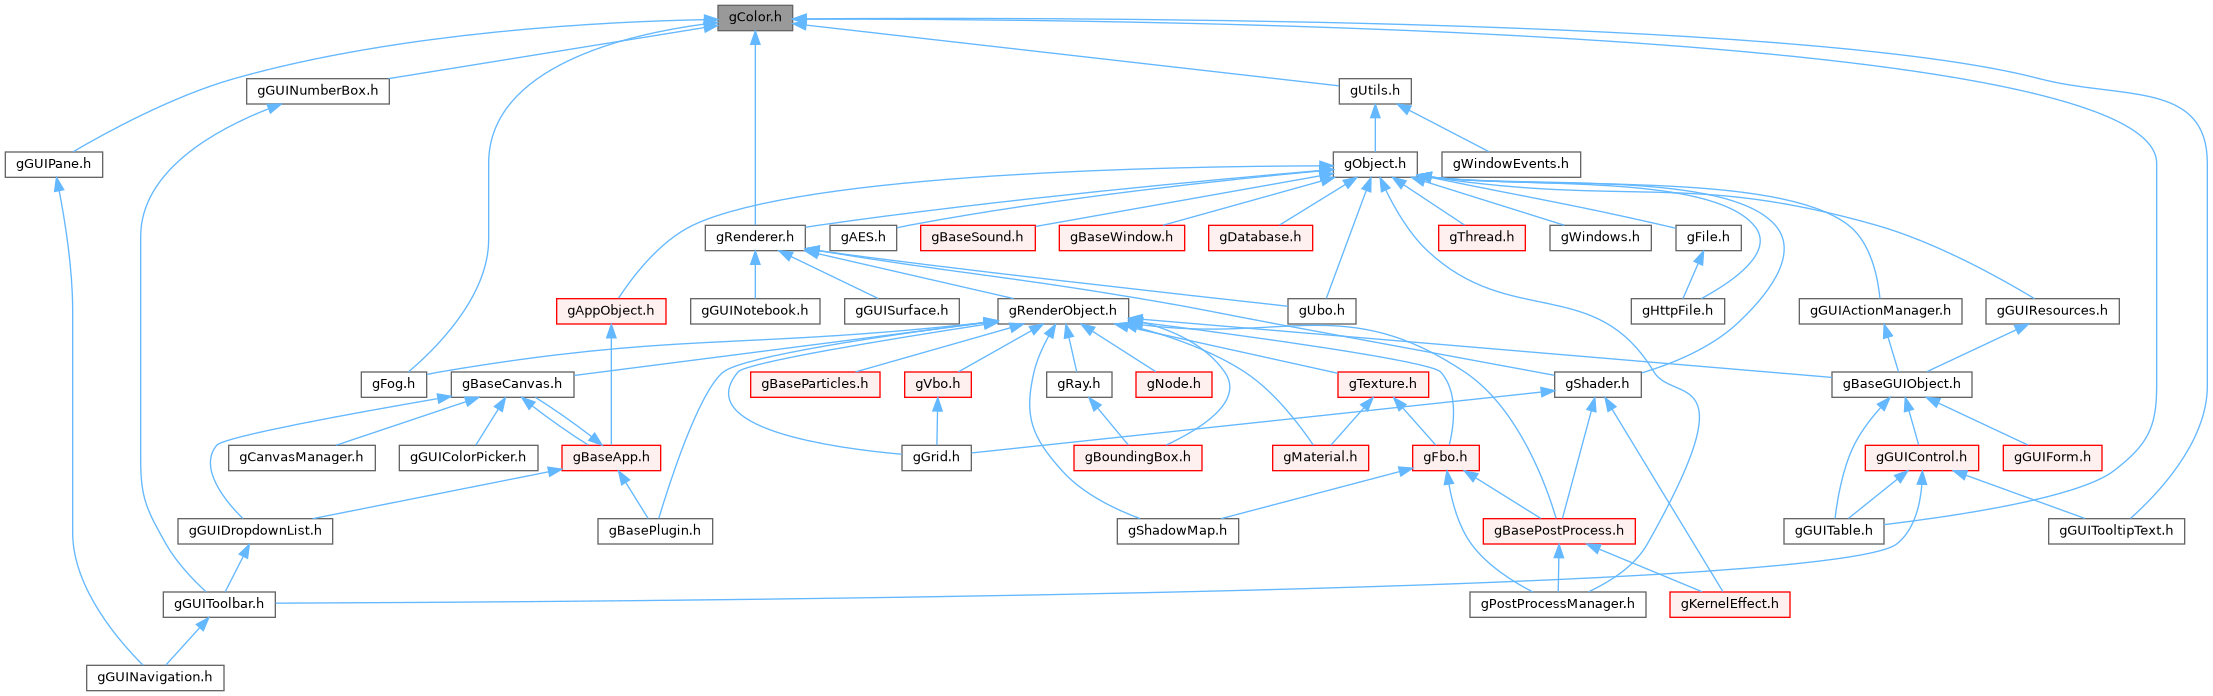 gColor.h
gGUINumberBox.h
gUtils.h
gGUIPane.h
gObject.h
gWindowEvents.h
gRenderer.h
gAES.h
gBaseSound.h
gBaseWindow.h
gDatabase.h
gThread.h
gWindows.h
gFile.h
gAppObject.h
gGUINotebook.h
gGUISurface.h
gRenderObject.h
gUbo.h
gHttpFile.h
gGUIActionManager.h
gGUIResources.h
gFog.h
gBaseCanvas.h
gBaseParticles.h
gVbo.h
gRay.h
gNode.h
gTexture.h
gShader.h
gBaseGUIObject.h
gCanvasManager.h
gGUIColorPicker.h
gBaseApp.h
gGrid.h
gBoundingBox.h
gMaterial.h
gFbo.h
gGUIControl.h
gGUIForm.h
gGUIDropdownList.h
gBasePlugin.h
gShadowMap.h
gBasePostProcess.h
gGUITable.h
gGUITooltipText.h
gGUIToolbar.h
gPostProcessManager.h
gKernelEffect.h
gGUINavigation.h